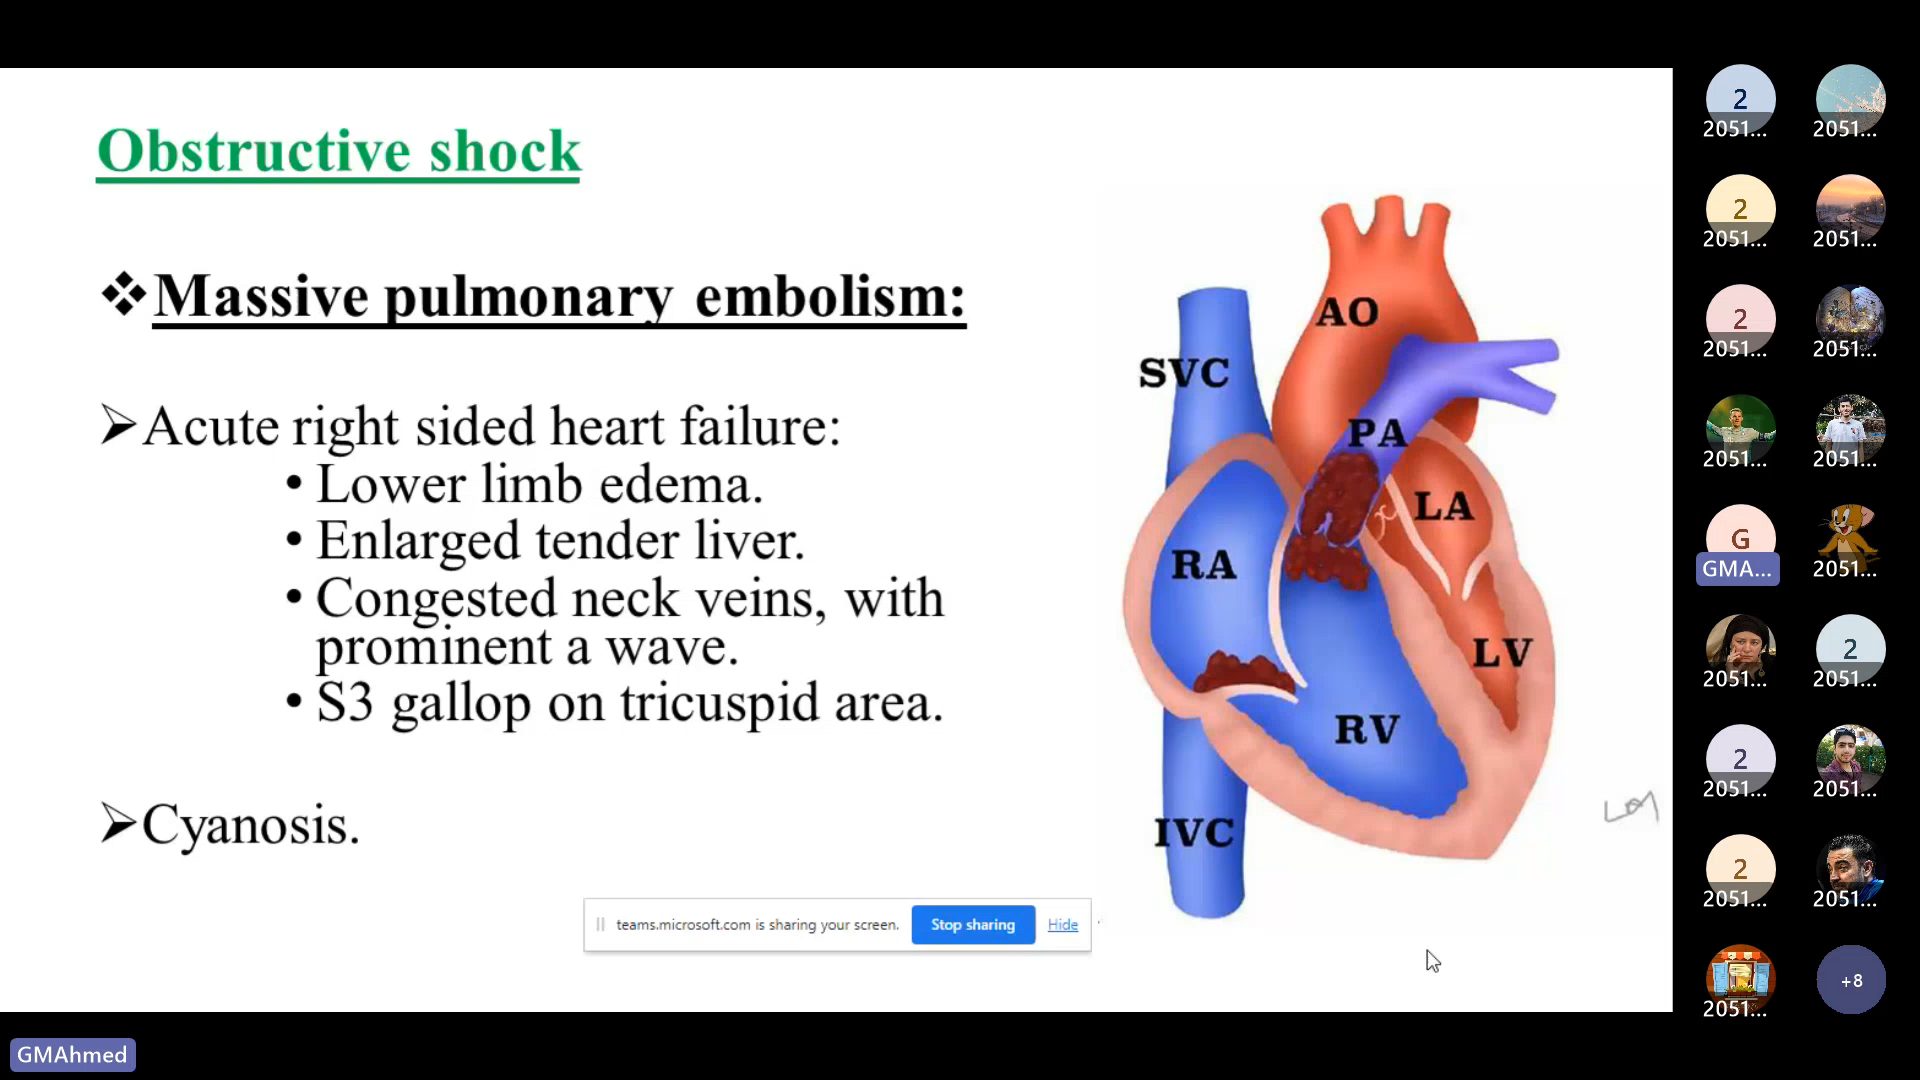 Obstructive shock
❖Massive pulmonary embolism:
➢Acute right sided heart failure:
• Lower limb edema.
• Enlarged tender liver.
• Congested neck veins, with
prominent a wave.
• S3 gallop on tricuspid area.
➢Cyanosis.
AO
SVC
PA
LA
RA
LV
RV
IVC
teams.microsoft.com is sharing your screen.
Stop sharing
Hide
2
2051...
2051...
2
2051...
2051...
2
2051...
2051...
2051...
2051...
G
GMA...
2051...
2051...
2
2051...
2
2051...
2051...
2
2051...
2051...
2051...
+8
GMAhmed